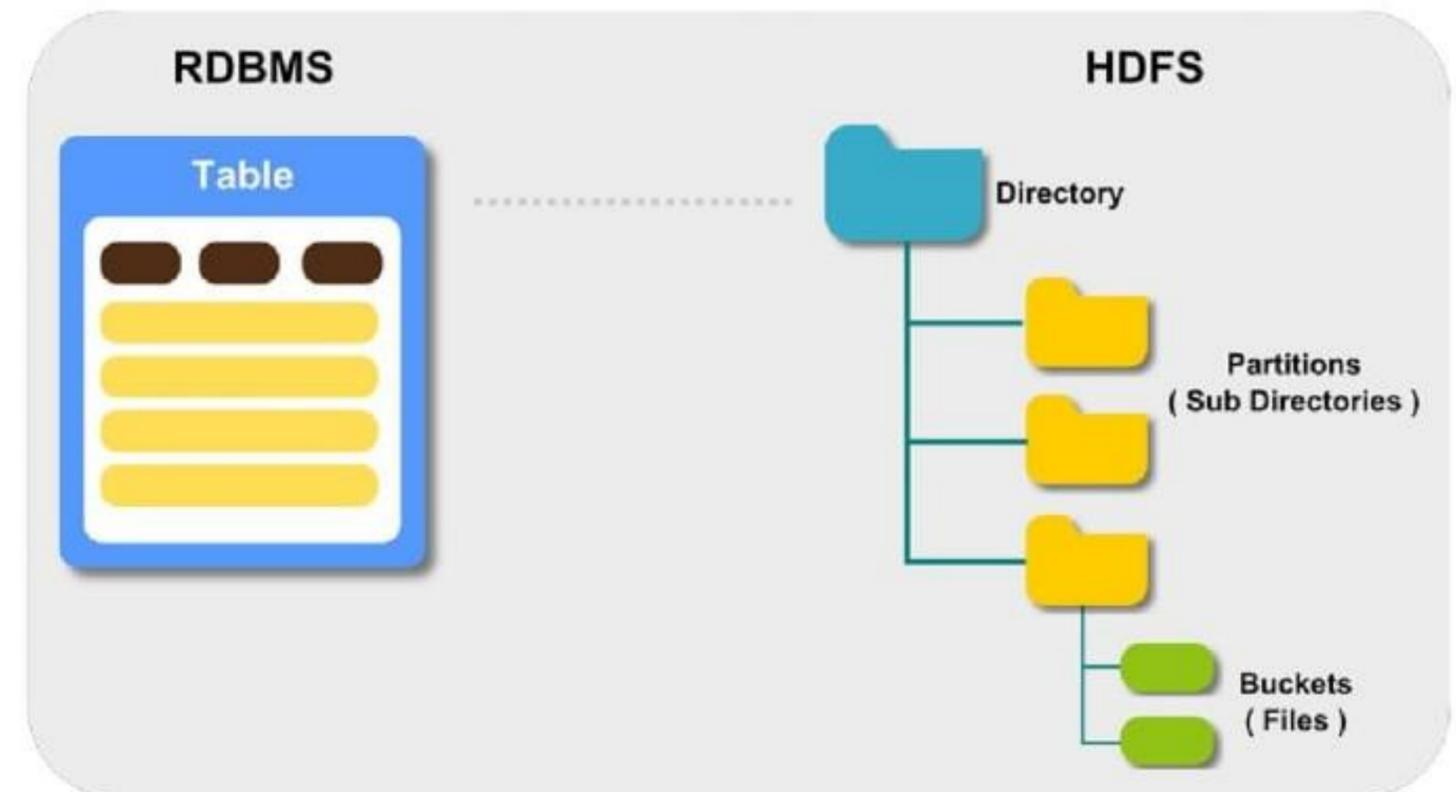 RDBMS
HDFS
Table
Directory
Partitions
( Sub Directories )
Buckets
( Files )